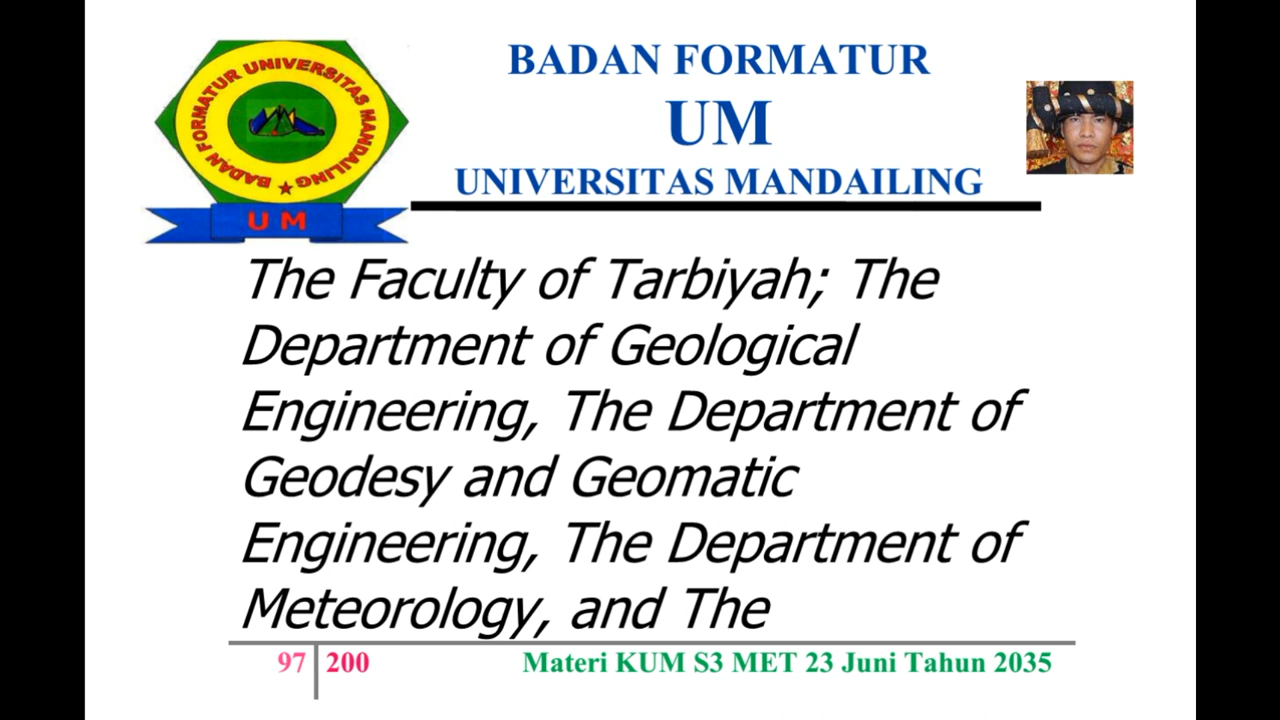 BADAN FORMATUR UNIVERSITAS MANDAILING
U M
BADAN FORMATUR
UM
UNIVERSITAS MANDAILING
The Faculty of Tarbiyah; The
Department of Geological
Engineering, The Department of
Geodesy and Geomatic
Engineering, The Department of
Meteorology, and The
97 200
Materi KUM S3 MET 23 Juni Tahun 2035